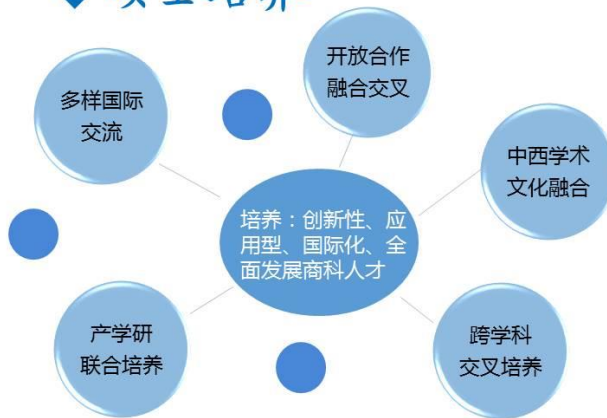 开放合作
融合交叉
多样国际
交流
中西学术
文化融合
培养：创新性、应
用型、国际化、全
面发展商科人才
产学研
联合培养
跨学科
交叉培养